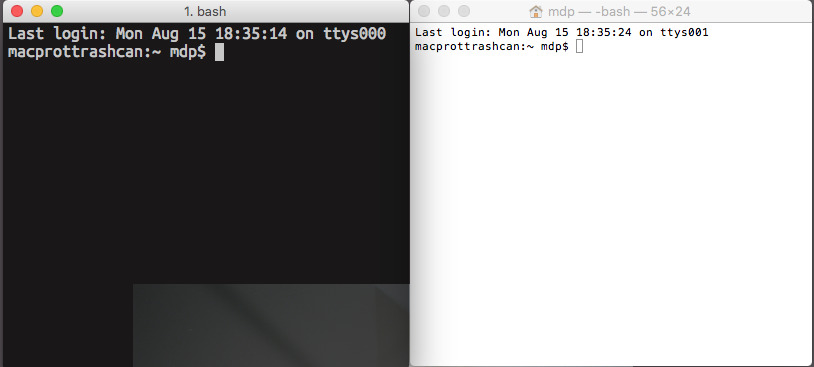 1. bash
Last login: Mon Aug 15 18:35:14 on ttys000
macprottrashcan:~ mdp$
mdp — -bash — 56×24
Last login: Mon Aug 15 18:35:24 on ttys001
macprottrashcan:~ mdp$